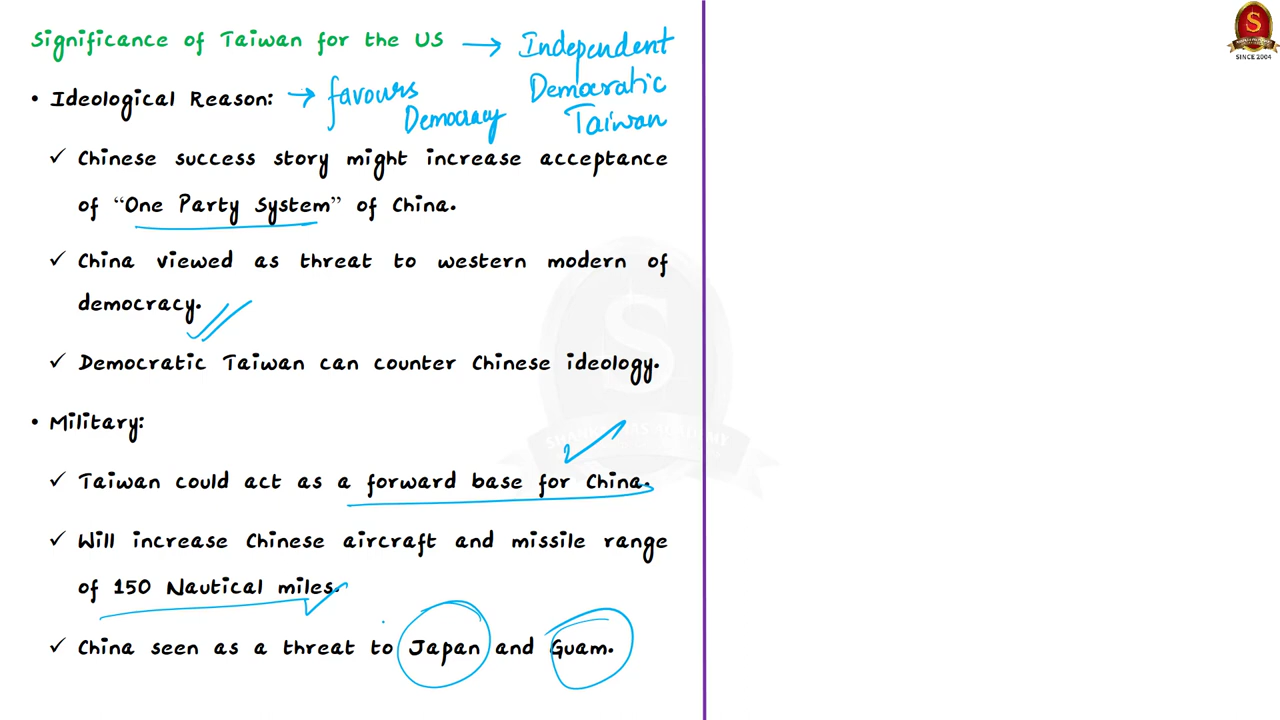 Significance of Taiwan for the US → Independent
Democratic
Taiwan
• Ideological Reason: → favours
Democracy
✓ Chinese success story might increase acceptance
of “One Party System” of China.
✓ China viewed as threat to western modern of
democracy.
✓ Democratic Taiwan can counter Chinese ideology.
• Military:
✓ Taiwan could act as a forward base for China.
✓ Will increase Chinese aircraft and missile range
of 150 Nautical miles.
✓ China seen as a threat to Japan and Guam.
S
SINCE 2004